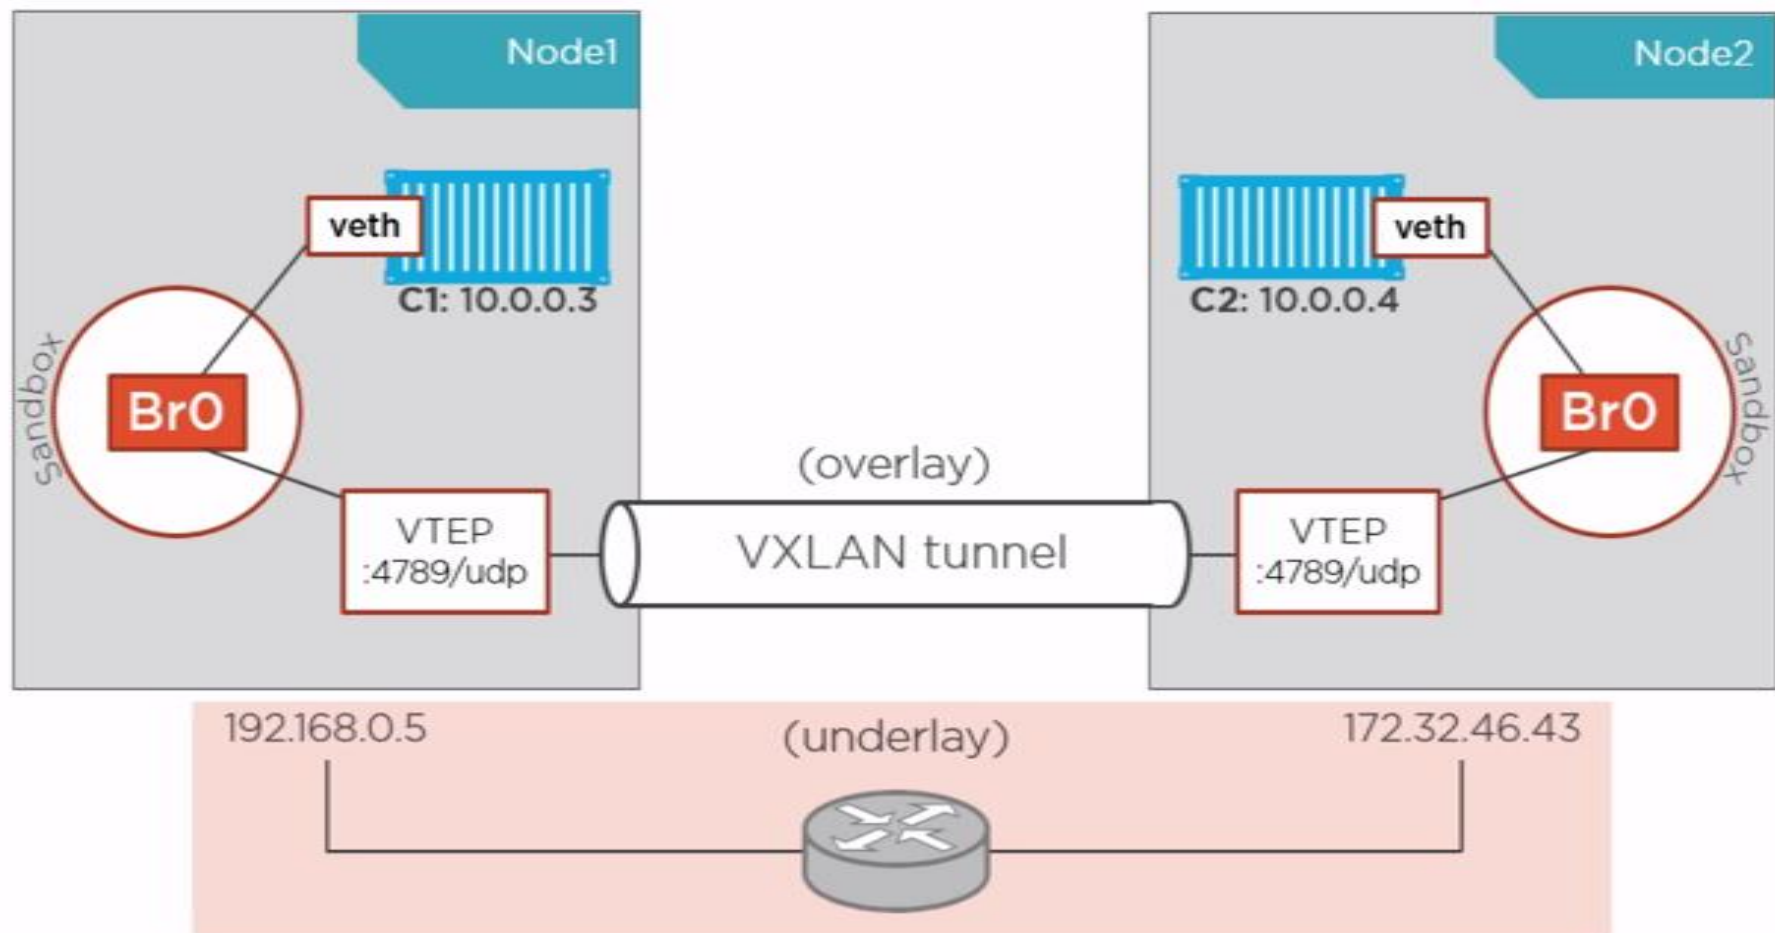 Node1
Node2
veth
veth
C1: 10.0.0.3
C2: 10.0.0.4
Sandbox
Br0
Br0
Sandbox
(overlay)
VTEP
:4789/udp
VXLAN tunnel
VTEP
:4789/udp
192.168.0.5
(underlay)
172.32.46.43